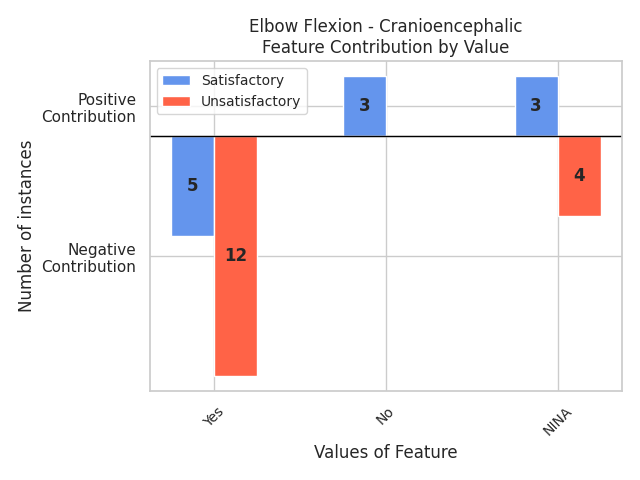 Elbow Flexion - Cranioencephalic
Feature Contribution by Value
Satisfactory
Unsatisfactory
Positive
Contribution
Negative
Contribution
Number of instances
3
3
5
4
12
Yes
No
NINA
Values of Feature